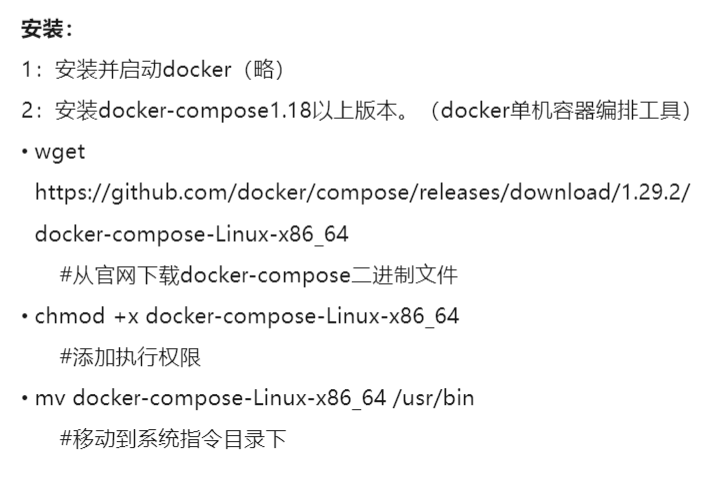 安装：
1：安装并启动docker（略）
2：安装docker-compose1.18以上版本。（docker单机容器编排工具）
• wget
https://github.com/docker/compose/releases/download/1.29.2/
docker-compose-Linux-x86_64
#从官网下载docker-compose二进制文件
• chmod +x docker-compose-Linux-x86_64
#添加执行权限
• mv docker-compose-Linux-x86_64 /usr/bin
#移动到系统指令目录下